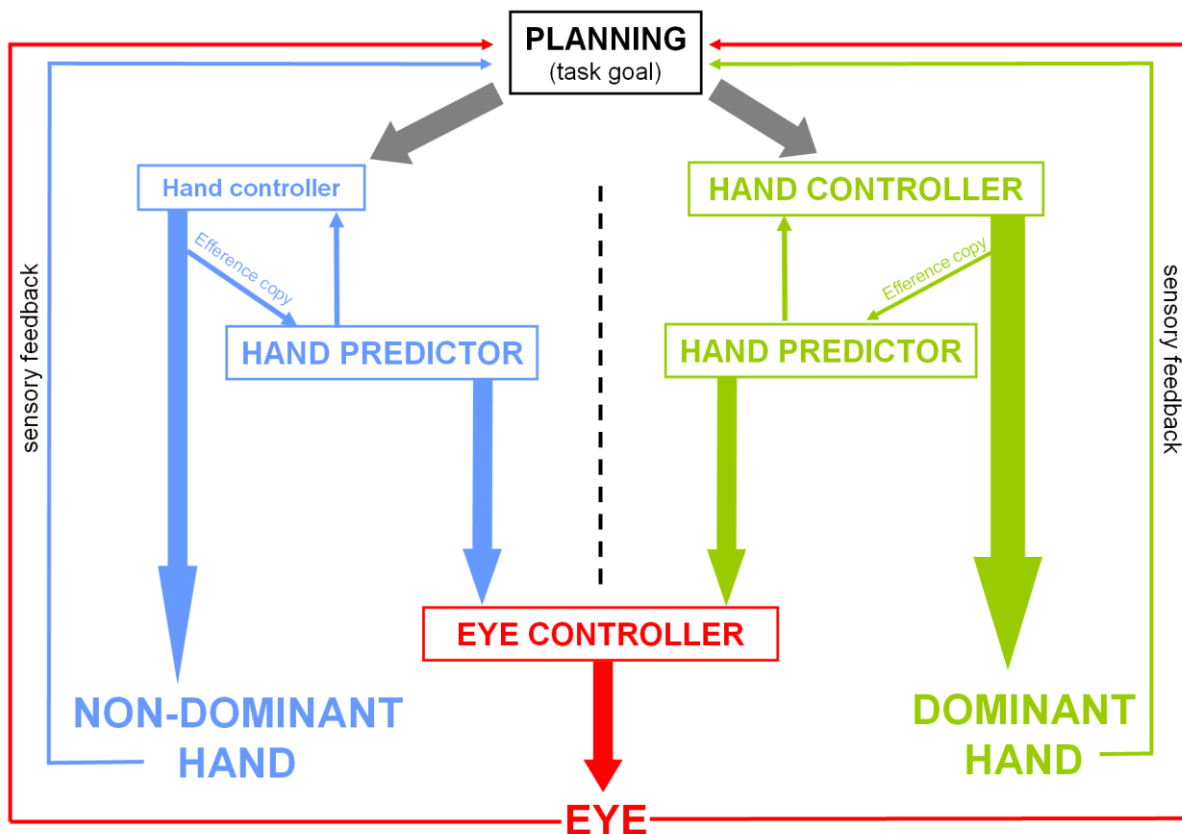 PLANNING
(task goal)
Hand controller
HAND CONTROLLER
Efference copy
Efference copy
HAND PREDICTOR
HAND PREDICTOR
sensory feedback
sensory feedback
EYE CONTROLLER
NON-DOMINANT
HAND
DOMINANT
HAND
EYE